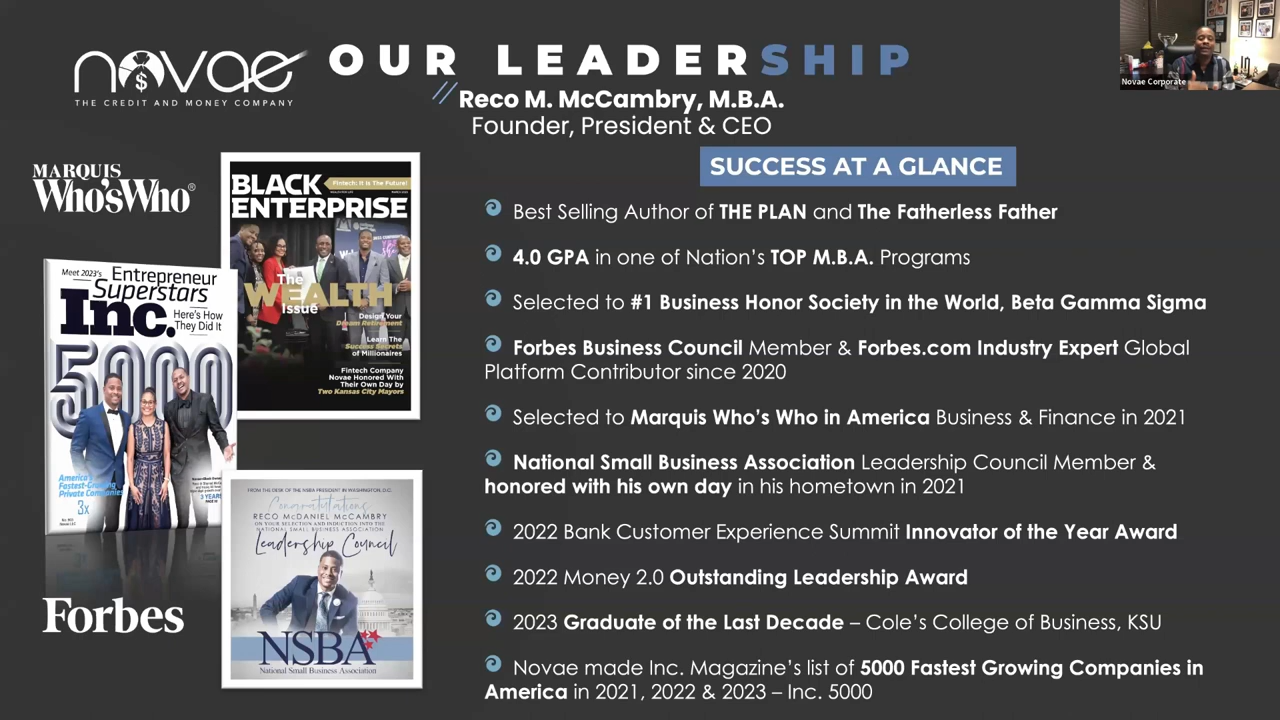 novae
THE CREDIT AND MONEY COMPANY
OUR LEADERSHIP
Reco M. McCambry, M.B.A.
Founder, President & CEO
Novae Corporate
MARQUIS
Who'sWho®
BLACK
ENTERPRISE
Fintech; It Is The Future!
The
WEALTH
Issue
Design Your
Dream Retirement
Learn The
Success Secrets
of Millionaires
Fintech Company
Novae Honored With
Their Own Day by
Two Kansas City Mayors
Meet 2023's Entrepreneur
Superstars
Inc.
Here's How
They Did It
5000
America's
Fastest-Growing
Private Companies
3x
3 YEARS
Forbes
FROM THE DESK OF THE NSBA PRESIDENT IN WASHINGTON, D.C.
Congratulations
RECO McDANIEL McCAMBRY
ON YOUR SELECTION AND INDUCTION INTO THE
NATIONAL SMALL BUSINESS ASSOCIATION
Leadership Council
NSBA
National Small Business Association
SUCCESS AT A GLANCE
Best Selling Author of THE PLAN and The Fatherless Father
4.0 GPA in one of Nation's TOP M.B.A. Programs
Selected to #1 Business Honor Society in the World, Beta Gamma Sigma
Forbes Business Council Member & Forbes.com Industry Expert Global
Platform Contributor since 2020
Selected to Marquis Who's Who in America Business & Finance in 2021
National Small Business Association Leadership Council Member &
honored with his own day in his hometown in 2021
2022 Bank Customer Experience Summit Innovator of the Year Award
2022 Money 2.0 Outstanding Leadership Award
2023 Graduate of the Last Decade – Cole's College of Business, KSU
Novae made Inc. Magazine's list of 5000 Fastest Growing Companies in
America in 2021, 2022 & 2023 – Inc. 5000